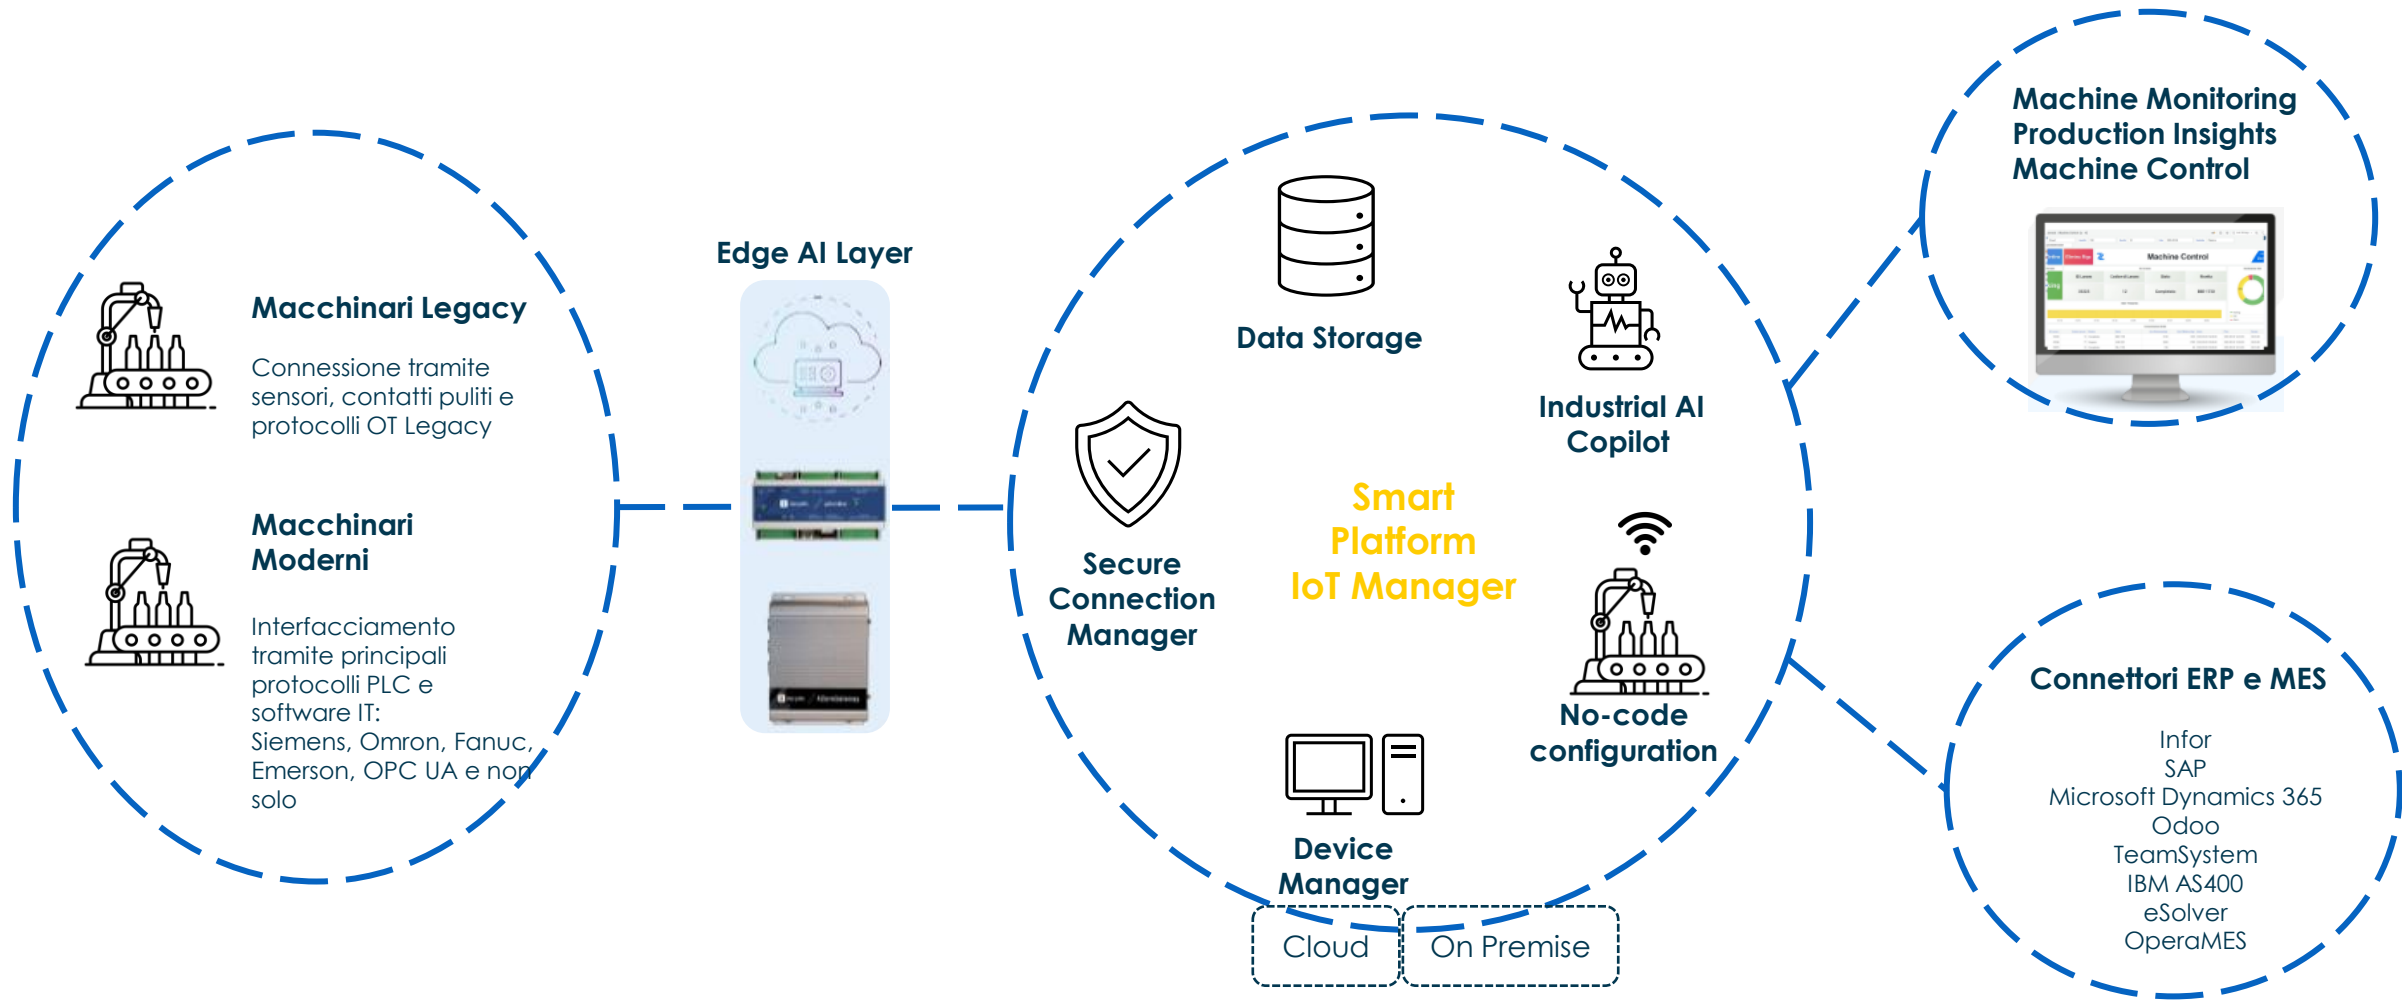 Macchinari Legacy
Connessione tramite
sensori, contatti puliti e
protocolli OT Legacy
Macchinari
Moderni
Interfacciamento
tramite principali
protocolli PLC e
software IT:
Siemens, Omron, Fanuc,
Emerson, OPC UA e non
solo
Edge AI Layer
Data Storage
Industrial AI
Copilot
Secure
Connection
Manager
Smart
Platform
IoT Manager
No-code
configuration
Device
Manager
Cloud
On Premise
Machine Monitoring
Production Insights
Machine Control
Machine Control
Connettori ERP e MES
Infor
SAP
Microsoft Dynamics 365
Odoo
TeamSystem
IBM AS400
eSolver
OperaMES